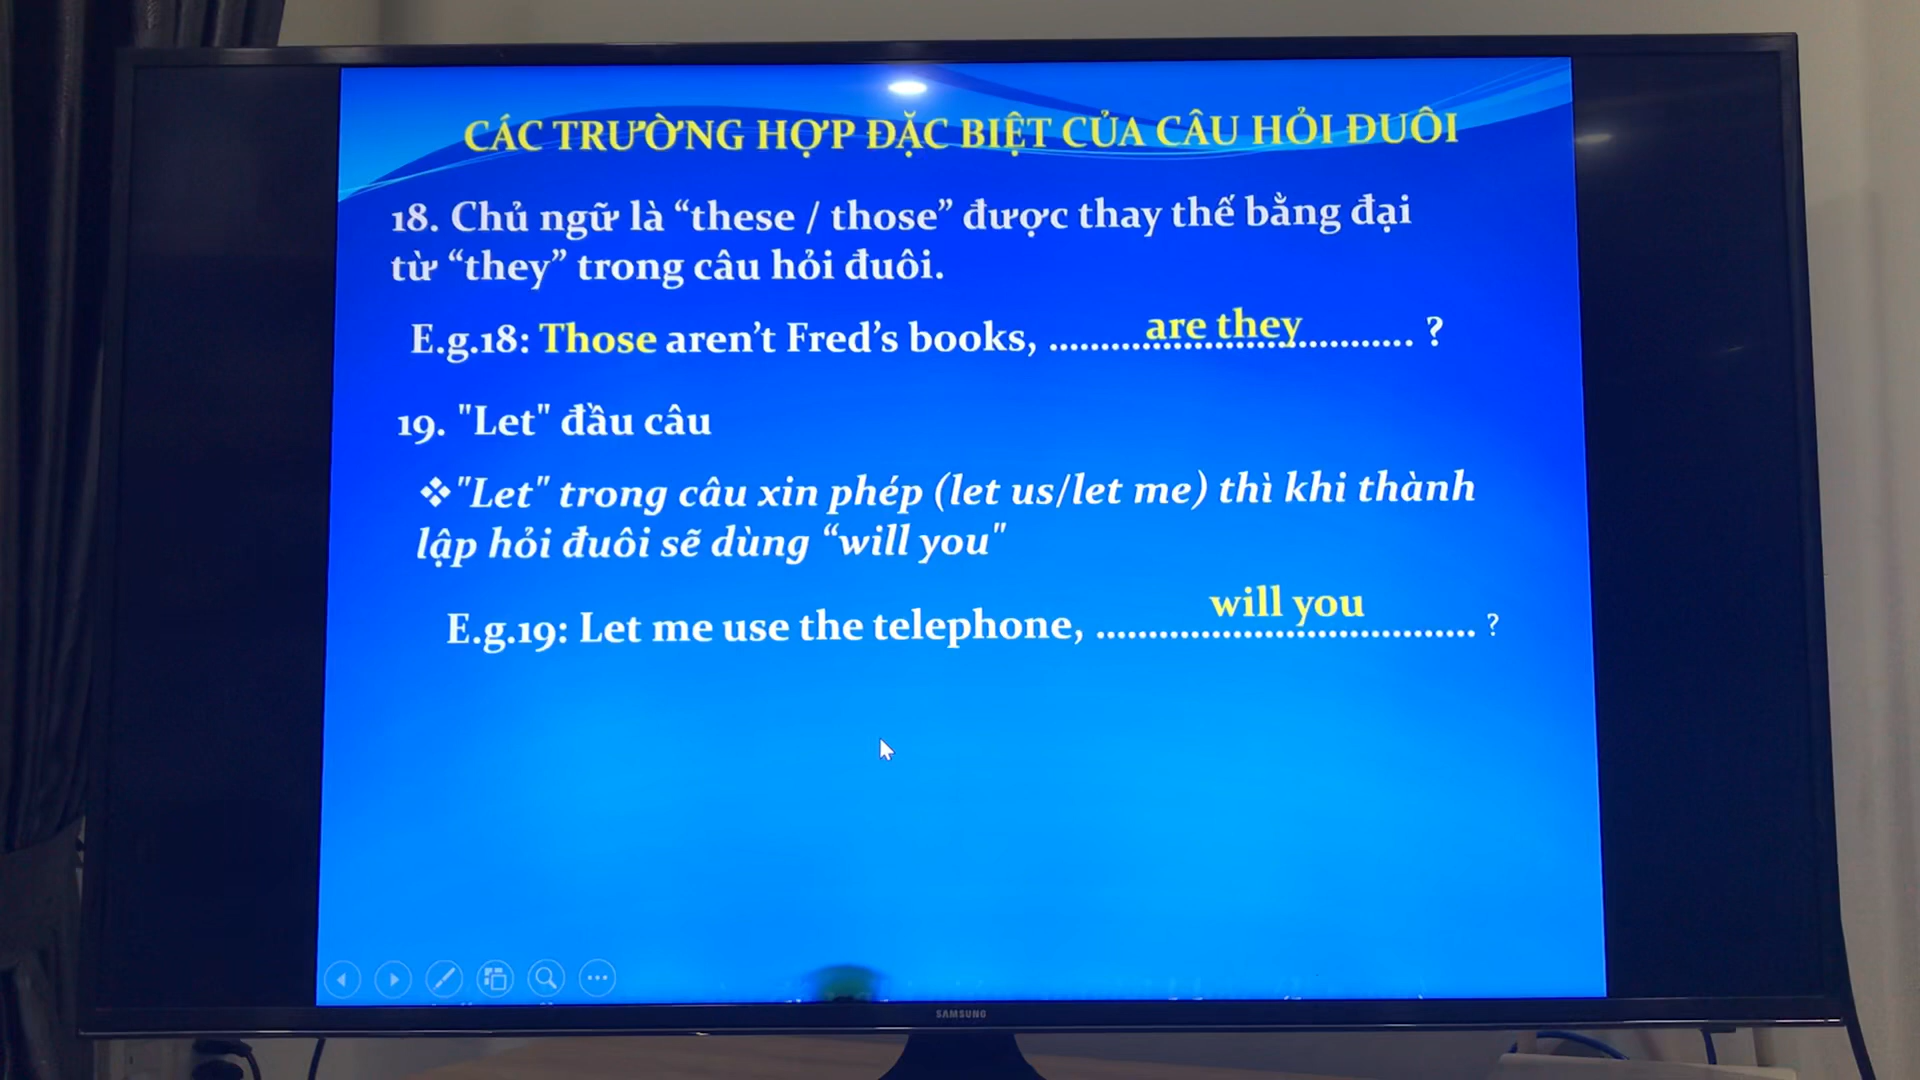 CÁC TRƯỜNG HỢP ĐẶC BIỆT CỦA CÂU HỎI ĐUÔI
18. Chủ ngữ là “these / those” được thay thế bằng đại
từ “they” trong câu hỏi đuôi.
E.g.18: Those aren’t Fred’s books, ....................are they.................... ?
19. "Let" đầu câu
❖"Let" trong câu xin phép (let us/let me) thì khi thành
lập hỏi đuôi sẽ dùng “will you"
will you
E.g.19: Let me use the telephone, .................................... ?
SAMSUNG